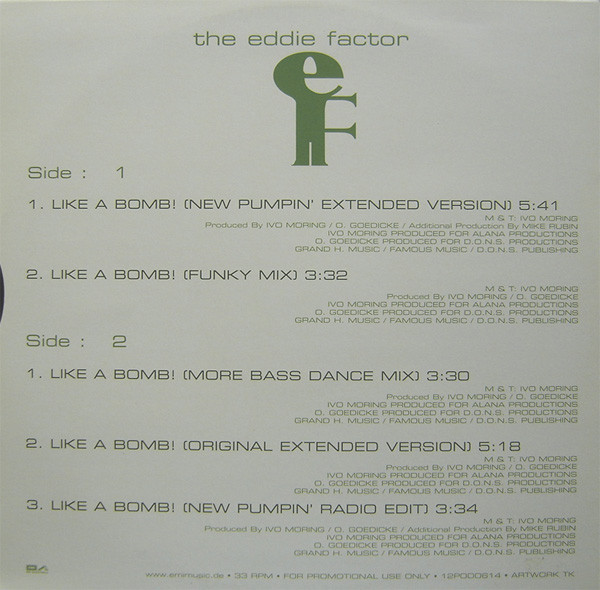 the eddie factor
eF
Side : 1
1. LIKE A BOMB! (NEW PUMPIN' EXTENDED VERSION) 5:41
M & T: IVO MORING
Produced By IVO MORING / O. GOEDICKE / Additional Production By MIKE RUBIN
IVO MORING PRODUCED FOR ALANA PRODUCTIONS
O. GOEDICKE PRODUCED FOR D.O.N.S. PRODUCTIONS
GRAND H. MUSIC / FAMOUS MUSIC / D.O.N.S. PUBLISHING
2. LIKE A BOMB! (FUNKY MIX) 3:32
M & T: IVO MORING
Produced By IVO MORING / O. GOEDICKE
IVO MORING PRODUCED FOR ALANA PRODUCTIONS
O. GOEDICKE PRODUCED FOR D.O.N.S. PRODUCTIONS
GRAND H. MUSIC / FAMOUS MUSIC / D.O.N.S. PUBLISHING
Side : 2
1. LIKE A BOMB! (MORE BASS DANCE MIX) 3:30
M & T: IVO MORING
Produced By IVO MORING / O. GOEDICKE
IVO MORING PRODUCED FOR ALANA PRODUCTIONS
O. GOEDICKE PRODUCED FOR D.O.N.S. PRODUCTIONS
GRAND H. MUSIC / FAMOUS MUSIC / D.O.N.S. PUBLISHING
2. LIKE A BOMB! (ORIGINAL EXTENDED VERSION) 5:18
M & T: IVO MORING
Produced By IVO MORING / O. GOEDICKE
IVO MORING PRODUCED FOR ALANA PRODUCTIONS
O. GOEDICKE PRODUCED FOR D.O.N.S. PRODUCTIONS
GRAND H. MUSIC / FAMOUS MUSIC / D.O.N.S. PUBLISHING
3. LIKE A BOMB! (NEW PUMPIN' RADIO EDIT) 3:34
M & T: IVO MORING
Produced By IVO MORING / O. GOEDICKE / Additional Production By MIKE RUBIN
IVO MORING PRODUCED FOR ALANA PRODUCTIONS
O. GOEDICKE PRODUCED FOR D.O.N.S. PRODUCTIONS
GRAND H. MUSIC / FAMOUS MUSIC / D.O.N.S. PUBLISHING
www.emimusic.de • 33 RPM • FOR PROMOTIONAL USE ONLY • 12PO00614 • ARTWORK TK